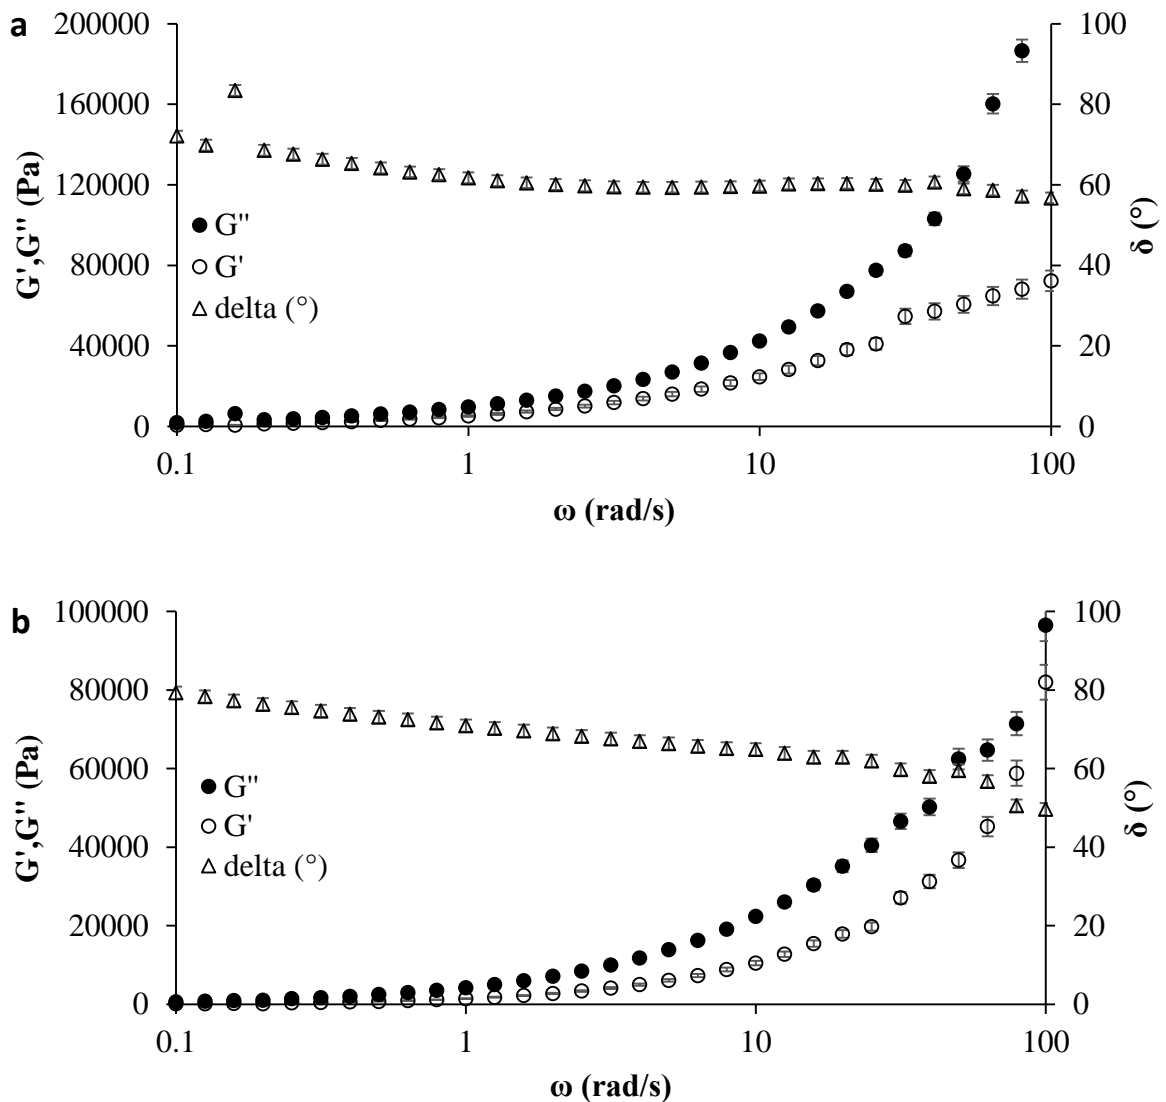 a
200000
160000
120000
80000
40000
0
G',G'' (Pa)
100
80
60
40
20
0
δ (°)
G''
G'
delta (°)
0.1
1
10
100
ω (rad/s)
b
100000
80000
60000
40000
20000
0
G',G'' (Pa)
100
80
60
40
20
0
δ (°)
G''
G'
delta (°)
0.1
1
10
100
ω (rad/s)